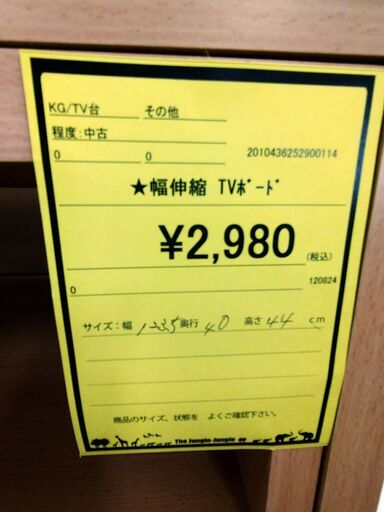 KG/TV台 その他
程度:中古
0 0 2010436252900114
★幅伸縮 TVボード
¥2,980 (税込)
0 120824
サイズ:幅 奥行 40 高さ 44 cm
商品のサイズ、状態を よくご確認下さい。
The Jungle Jungle